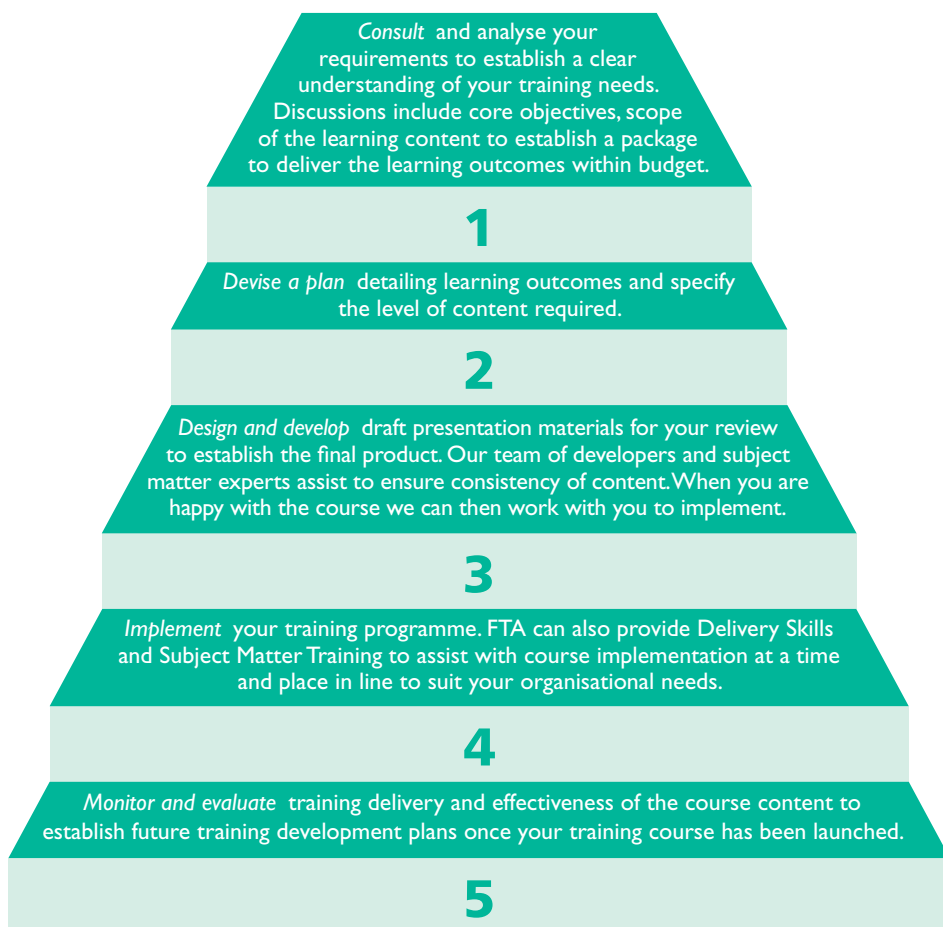 Consult and analyse your
requirements to establish a clear
understanding of your training needs.
Discussions include core objectives, scope
of the learning content to establish a package
to deliver the learning outcomes within budget.
1
Devise a plan detailing learning outcomes and specify
the level of content required.
2
Design and develop draft presentation materials for your review
to establish the final product. Our team of developers and subject
matter experts assist to ensure consistency of content. When you are
happy with the course we can then work with you to implement.
3
Implement your training programme. FTA can also provide Delivery Skills
and Subject Matter Training to assist with course implementation at a time
and place in line to suit your organisational needs.
4
Monitor and evaluate training delivery and effectiveness of the course content to
establish future training development plans once your training course has been launched.
5